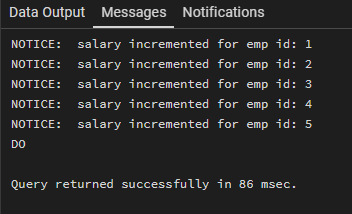 Data Output Messages Notifications
NOTICE:  salary incremented for emp id: 1
NOTICE:  salary incremented for emp id: 2
NOTICE:  salary incremented for emp id: 3
NOTICE:  salary incremented for emp id: 4
NOTICE:  salary incremented for emp id: 5
DO
Query returned successfully in 86 msec.